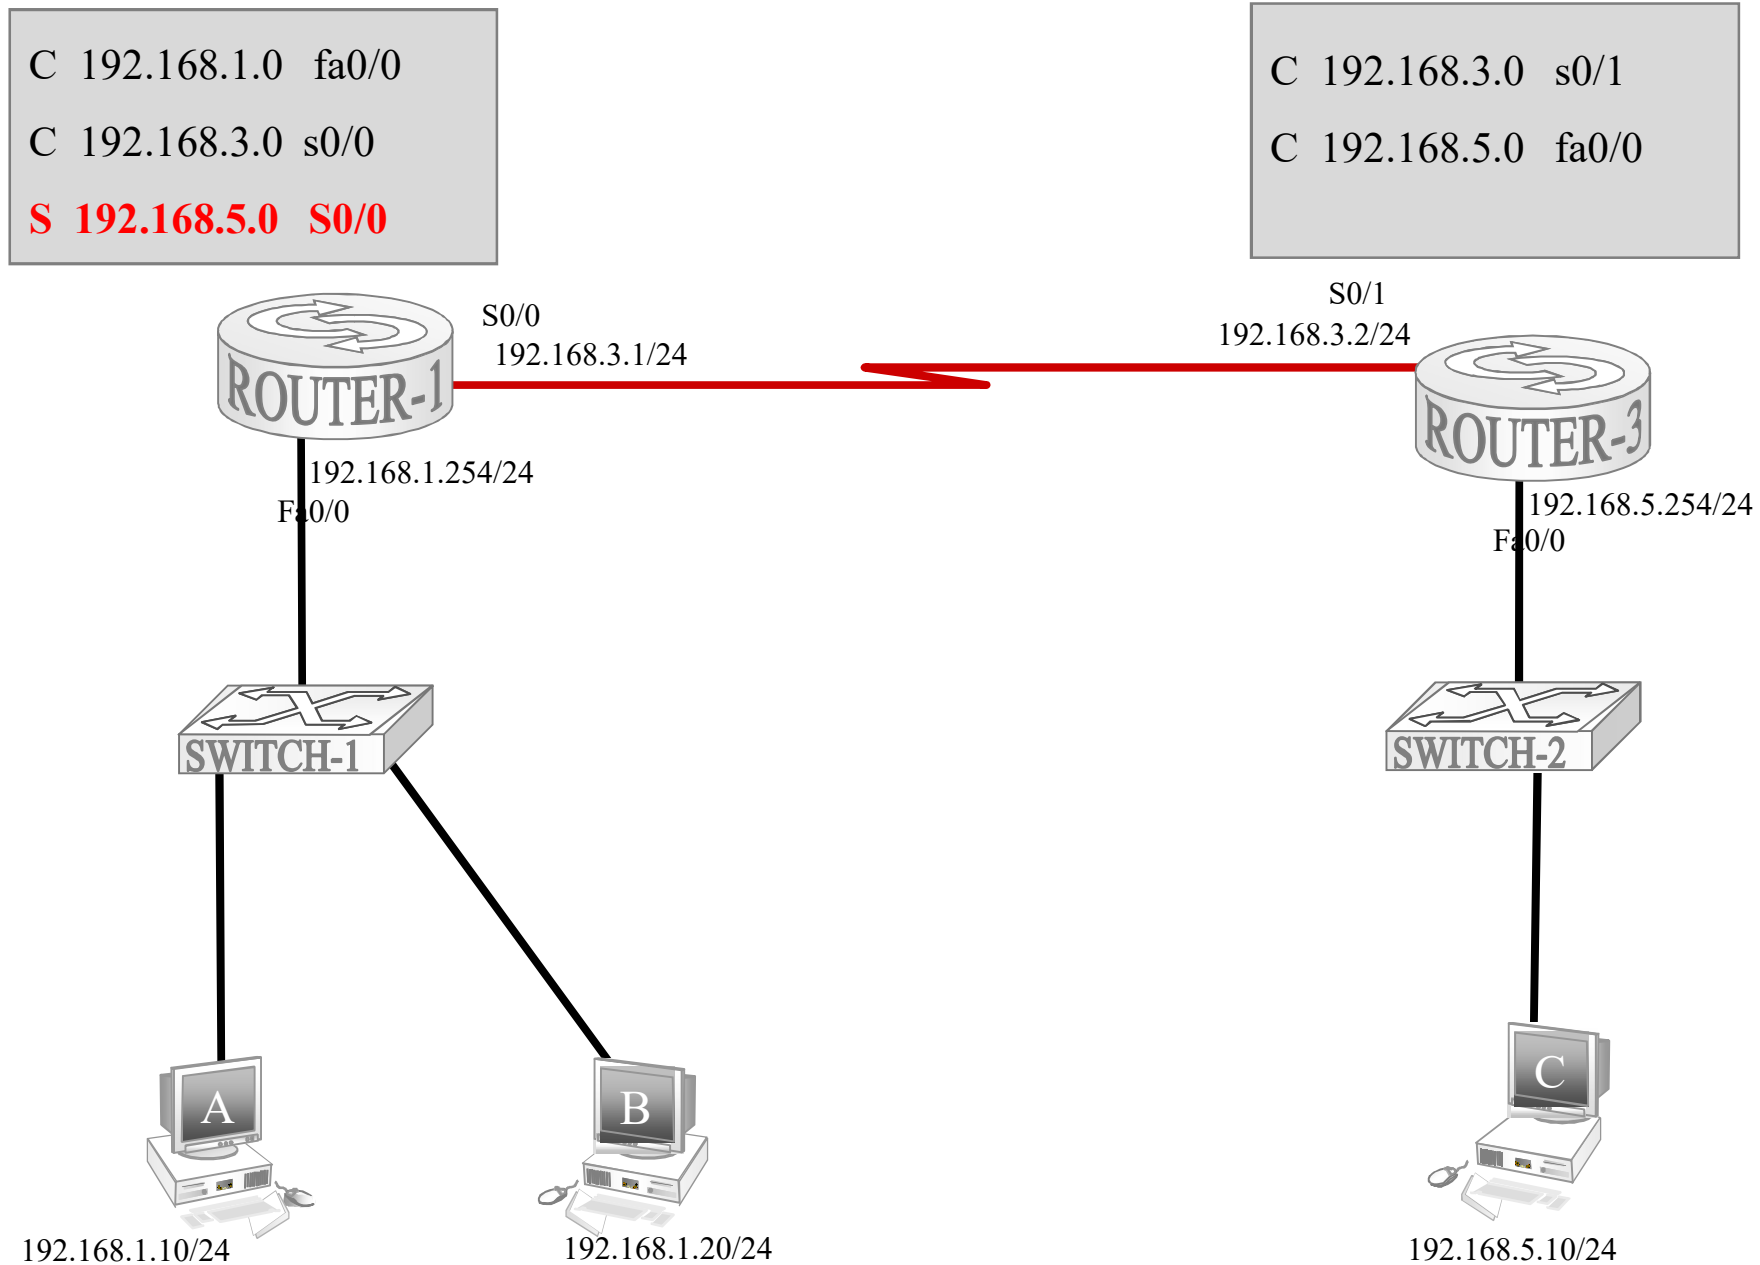 C 192.168.1.0 fa0/0
C 192.168.3.0 s0/0
S 192.168.5.0 S0/0
C 192.168.3.0 s0/1
C 192.168.5.0 fa0/0
S0/0
192.168.3.1/24
S0/1
192.168.3.2/24
ROUTER-1
ROUTER-3
192.168.1.254/24
Fa0/0
192.168.5.254/24
Fa0/0
SWITCH-1
SWITCH-2
A
B
C
192.168.1.10/24
192.168.1.20/24
192.168.5.10/24